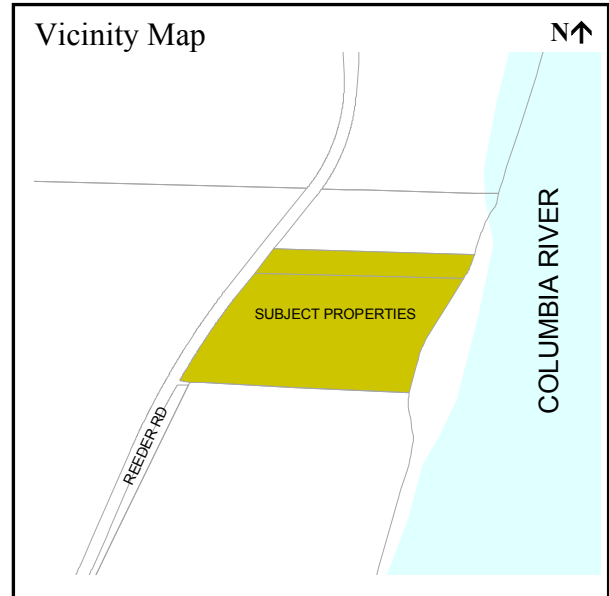 Vicinity Map
N↑
SUBJECT PROPERTIES
COLUMBIA RIVER
REEDER RD